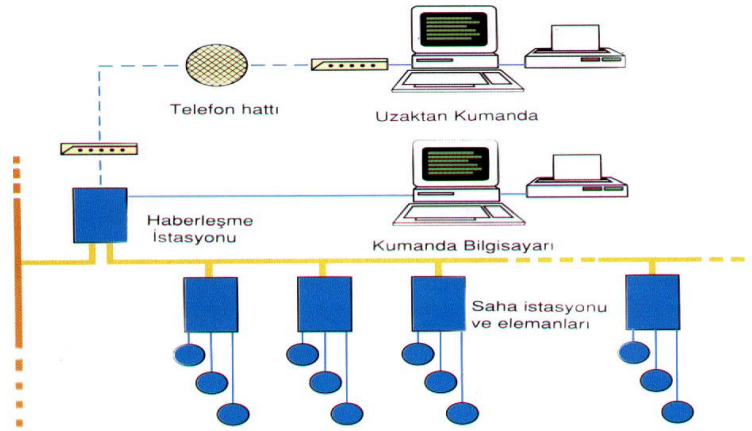 Telefon hattı
Uzaktan Kumanda
Haberleşme
İstasyonu
Kumanda Bilgisayarı
Saha istasyonu
ve elemanları